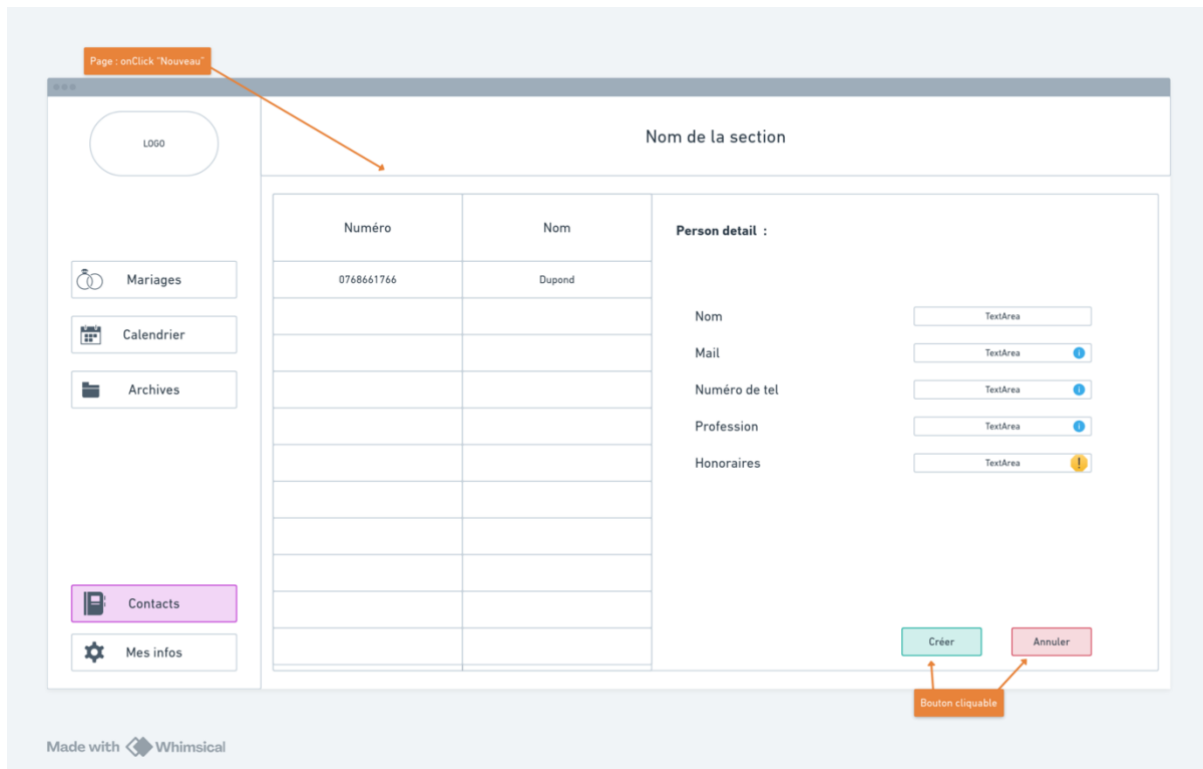 Page : onClick "Nouveau"
LOGO
Nom de la section
Numéro
Nom
Person detail :
0768661766
Dupond
Mariages
Calendrier
Archives
Nom
TextArea
Mail
TextArea
Numéro de tel
TextArea
Profession
TextArea
Honoraires
TextArea
Contacts
Mes infos
Créer
Annuler
Bouton cliquable
Made with Whimsical